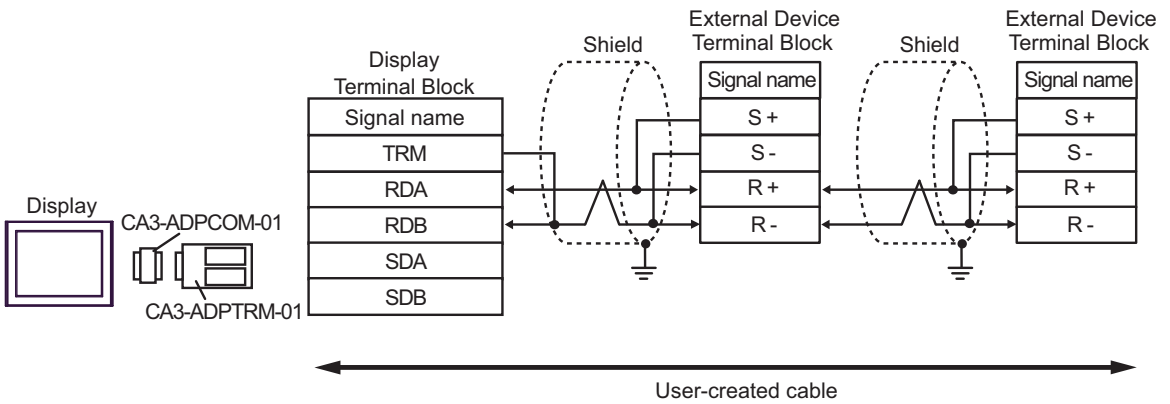 Display
CA3-ADPCOM-01
CA3-ADPTRM-01
Display
Terminal Block
Signal name
TRM
RDA
RDB
SDA
SDB
Shield
External Device
Terminal Block
Signal name
S +
S -
R +
R -
Shield
External Device
Terminal Block
Signal name
S +
S -
R +
R -
User-created cable